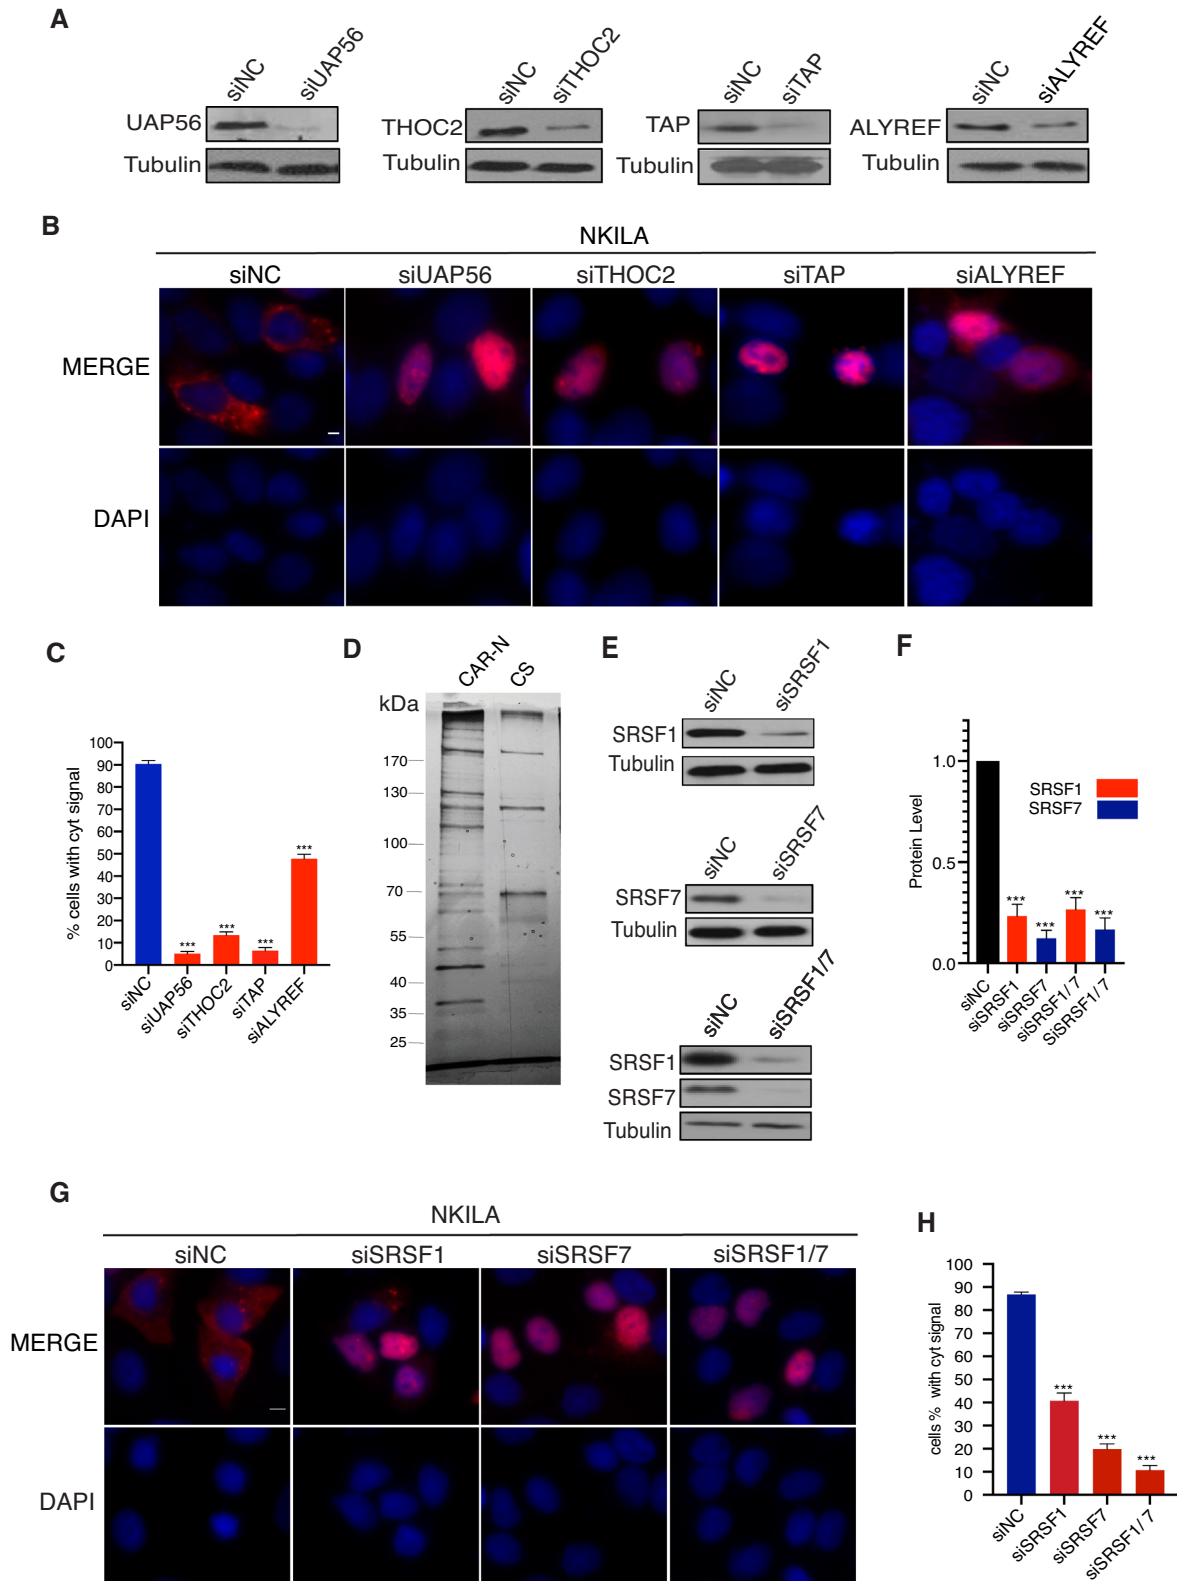 A
siNC siUAP56
UAP56
Tubulin
siNC siTHOC2
THOC2
Tubulin
siNC siTAP
TAP
Tubulin
siNC siALYREF
ALYREF
Tubulin
B
NKILA
siNC siUAP56 siTHOC2 siTAP siALYREF
MERGE
DAPI
C
% cells with cyt signal
100
90
80
70
60
50
40
30
20
10
0
***
***
***
***
siNC siUAP56 siTHOC2 siTAP siALYREF
D
CAR-N CS
kDa
170
130
100
70
55
40
35
25
E
siNC siSRSF1
SRSF1
Tubulin
siNC siSRSF7
SRSF7
Tubulin
siNC siSRSF1/7
SRSF1
SRSF7
Tubulin
F
Protein Level
1.0
0.5
0.0
SRSF1
SRSF7
***
***
***
***
siNC siSRSF1 siSRSF7 siSRSF1/7 SiSRSF1/7
G
NKILA
siNC siSRSF1 siSRSF7 siSRSF1/7
MERGE
DAPI
H
cells % with cyt signal
100
90
80
70
60
50
40
30
20
10
0
***
***
***
siNC siSRSF1 siSRSF7 siSRSF1/7